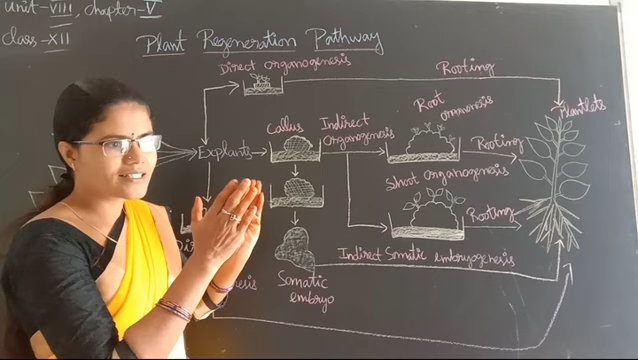 Unit - VIII, chapter - V
Class - XII
Plant Regeneration Pathway
Direct organogenesis
Rooting
Plantlets
Root
organogenesis
Callus
Indirect
Organogenesis
Explants
Rooting
Shoot organogenesis
Rooting
Indirect Somatic embryogenesis
Somatic
embryo